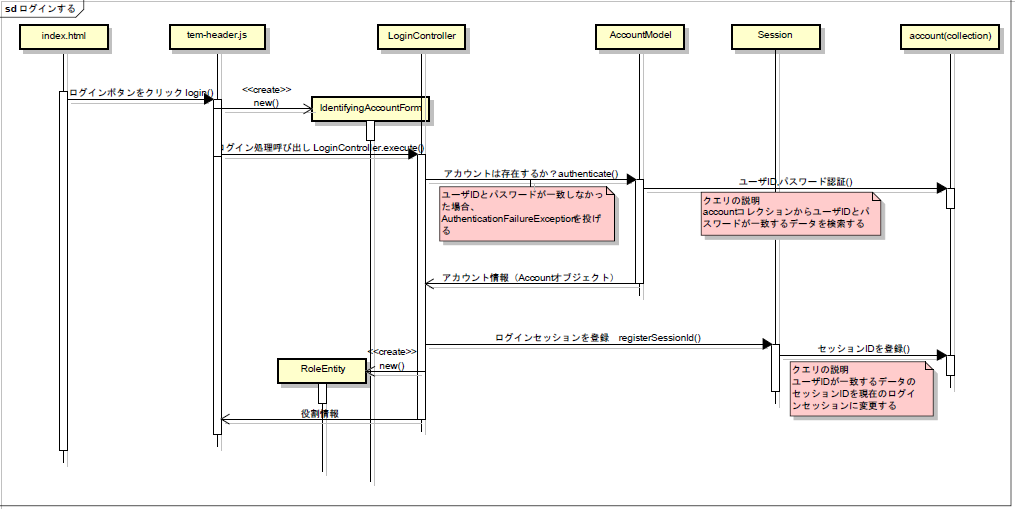 sd ログインする
index.html
tem-header.js
LoginController
AccountModel
Session
account(collection)
ログインボタンをクリック login()
<<create>>
new()
IdentifyingAccountForm
ログイン処理呼び出し LoginController.execute()
アカウントは存在するか？authenticate()
ユーザID,パスワード認証()
ユーザIDとパスワードが一致しなかっ
た場合、
AuthenticationFailureExceptionを投げ
る
クエリの説明
accountコレクションからユーザIDとパ
スワードが一致するデータを検索する
アカウント情報（Accountオブジェクト）
ログインセッションを登録 registerSessionId()
セッションIDを登録()
<<create>>
new()
RoleEntity
クエリの説明
ユーザIDが一致するデータの
セッションIDを現在のログイ
ンセッションに変更する
役割情報